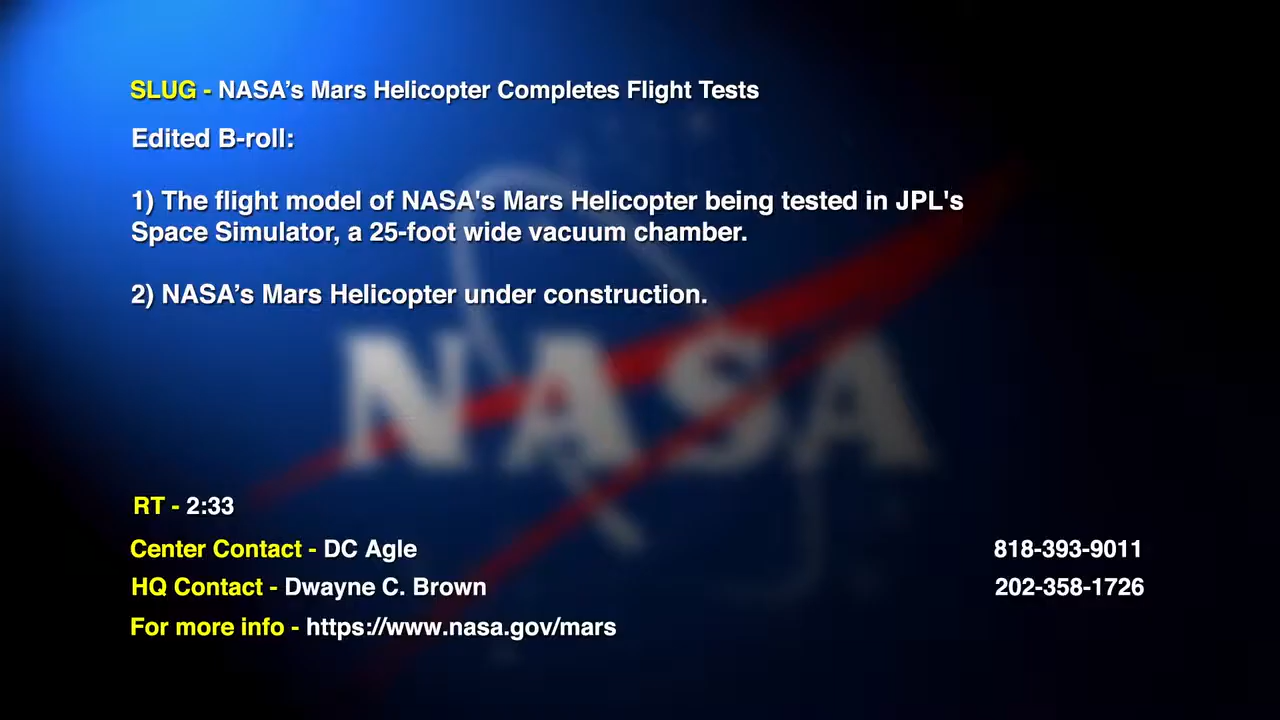 SLUG - NASA’s Mars Helicopter Completes Flight Tests
Edited B-roll:
1) The flight model of NASA's Mars Helicopter being tested in JPL's
Space Simulator, a 25-foot wide vacuum chamber.
2) NASA’s Mars Helicopter under construction.
NASA
RT - 2:33
Center Contact - DC Agle 818-393-9011
HQ Contact - Dwayne C. Brown 202-358-1726
For more info - https://www.nasa.gov/mars